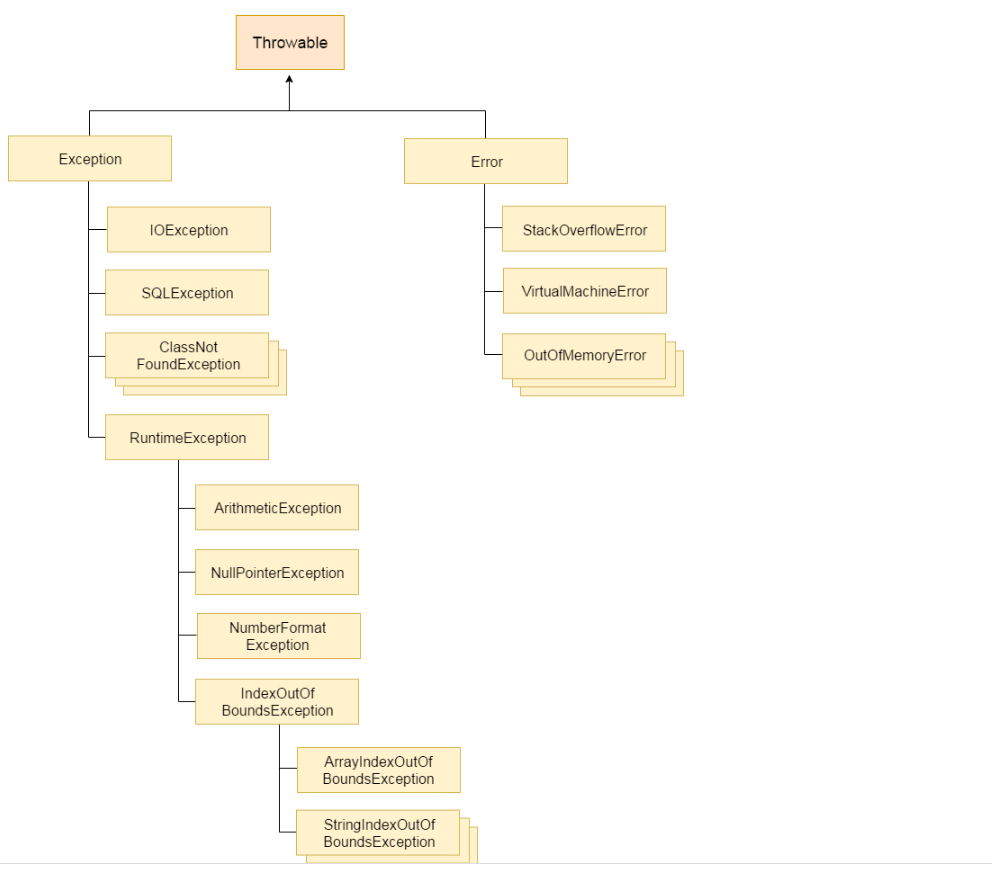 Throwable
Exception
Error
IOException
StackOverflowError
SQLException
VirtualMachineError
ClassNot
FoundException
OutOfMemoryError
RuntimeException
ArithmeticException
NullPointerException
NumberFormat
Exception
IndexOutOf
BoundsException
ArrayIndexOutOf
BoundsException
StringIndexOutOf
BoundsException